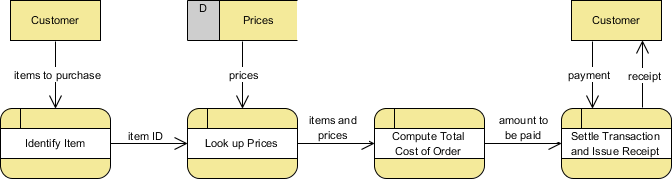 Customer
D
Prices
Customer
items to purchase
prices
payment
receipt
Identify Item
item ID
Look up Prices
items and
prices
Compute Total
Cost of Order
amount to
be paid
Settle Transaction
and Issue Receipt